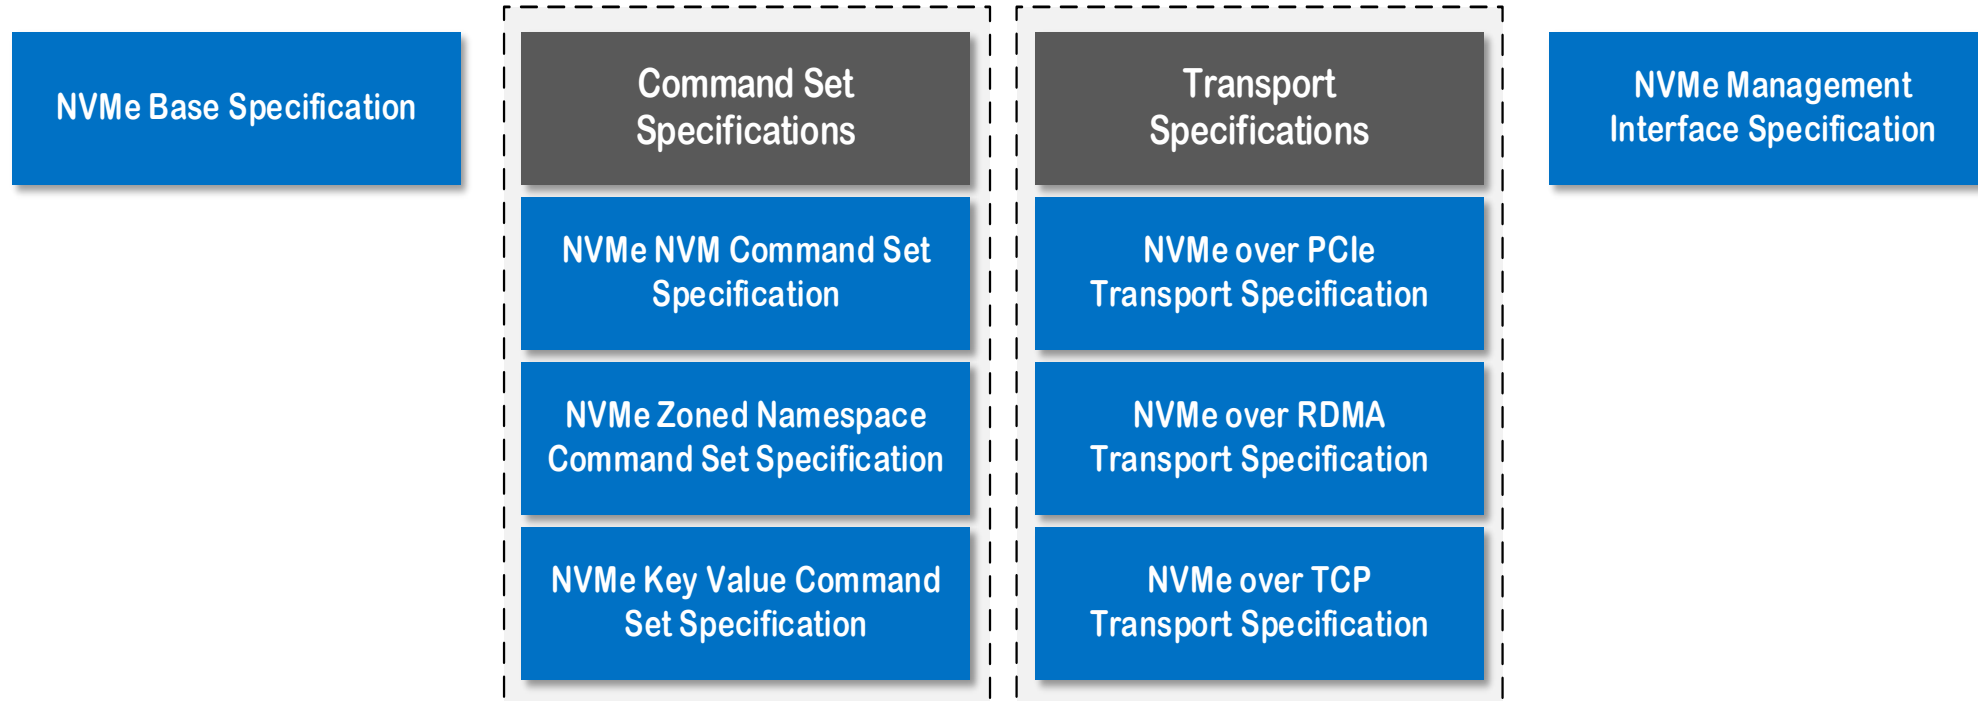 NVMe Base Specification
Command Set
Specifications
NVMe NVM Command Set
Specification
NVMe Zoned Namespace
Command Set Specification
NVMe Key Value Command
Set Specification
Transport
Specifications
NVMe over PCIe
Transport Specification
NVMe over RDMA
Transport Specification
NVMe over TCP
Transport Specification
NVMe Management
Interface Specification